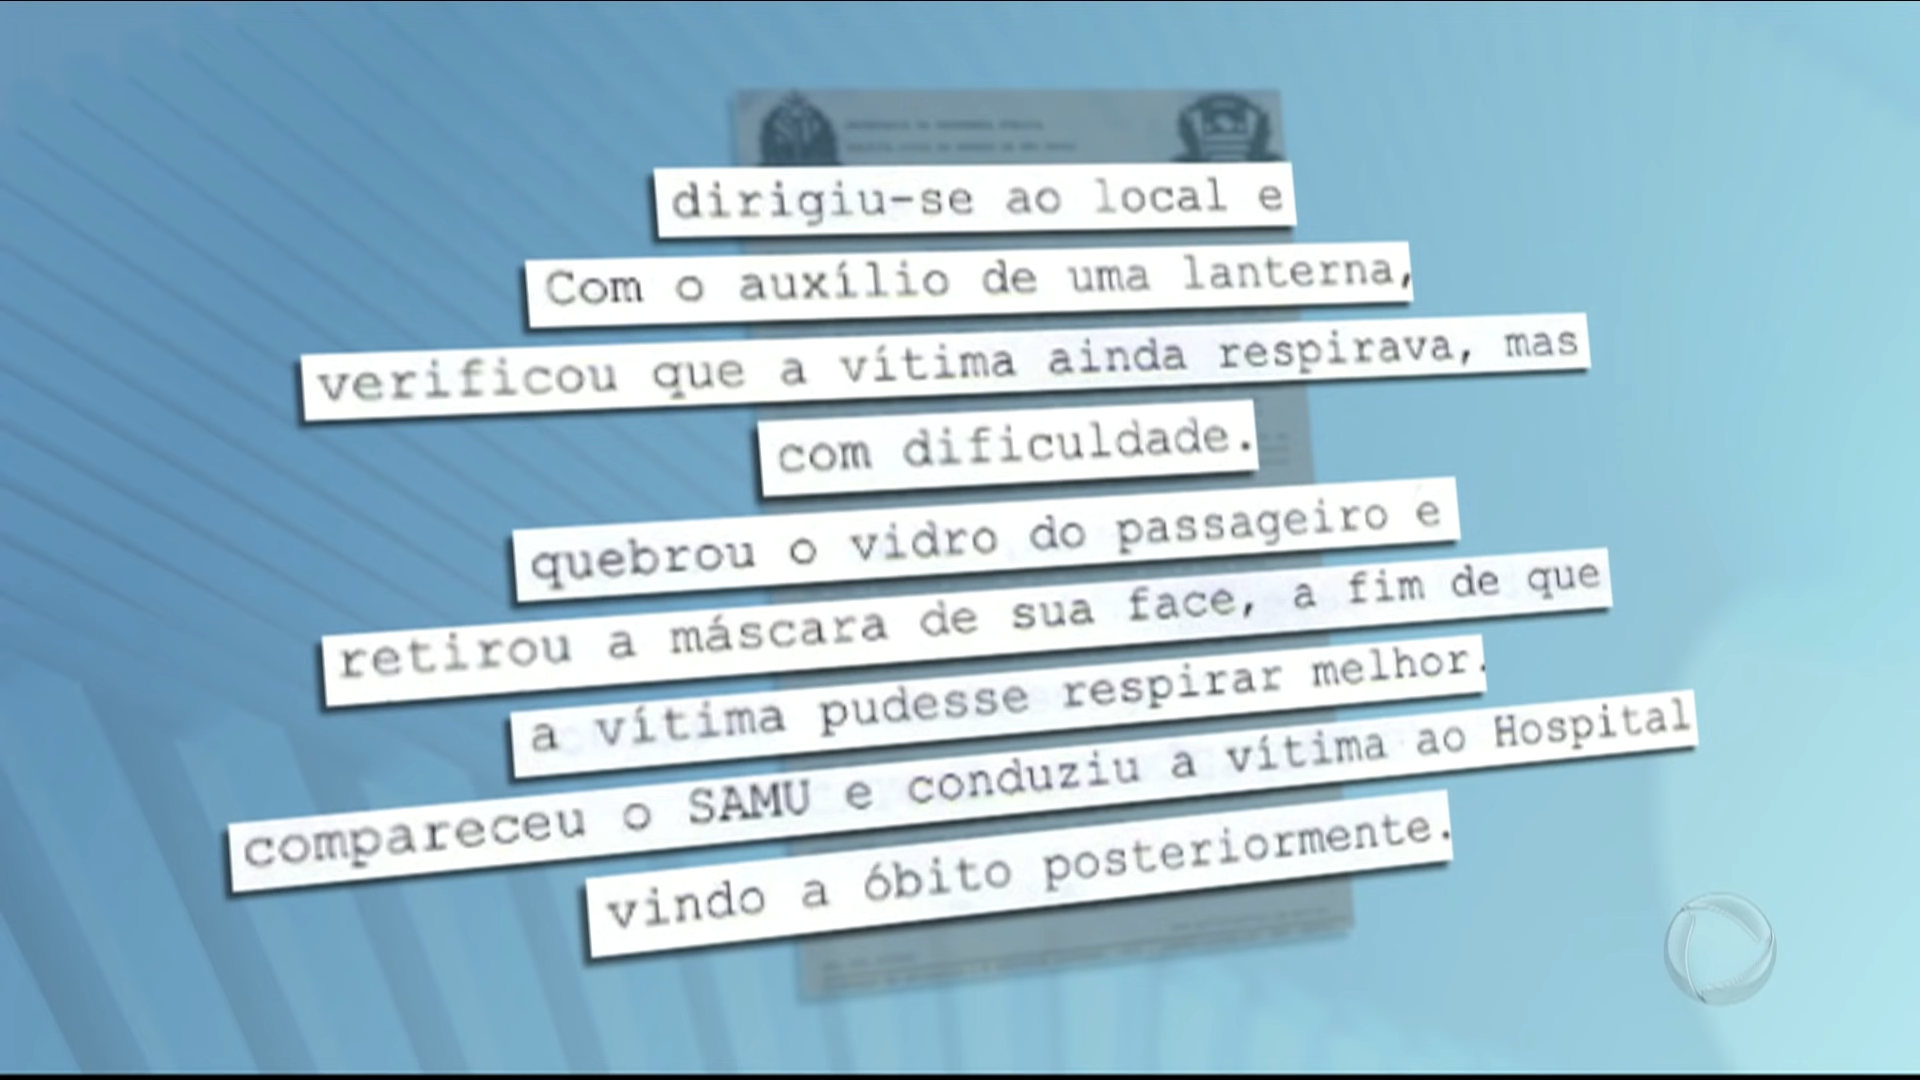 dirigiu-se ao local e
Com o auxílio de uma lanterna,
verificou que a vítima ainda respirava, mas
com dificuldade.
quebrou o vidro do passageiro e
retirou a máscara de sua face, a fim de que
a vítima pudesse respirar melhor.
compareceu o SAMU e conduziu a vítima ao Hospital
vindo a óbito posteriormente.